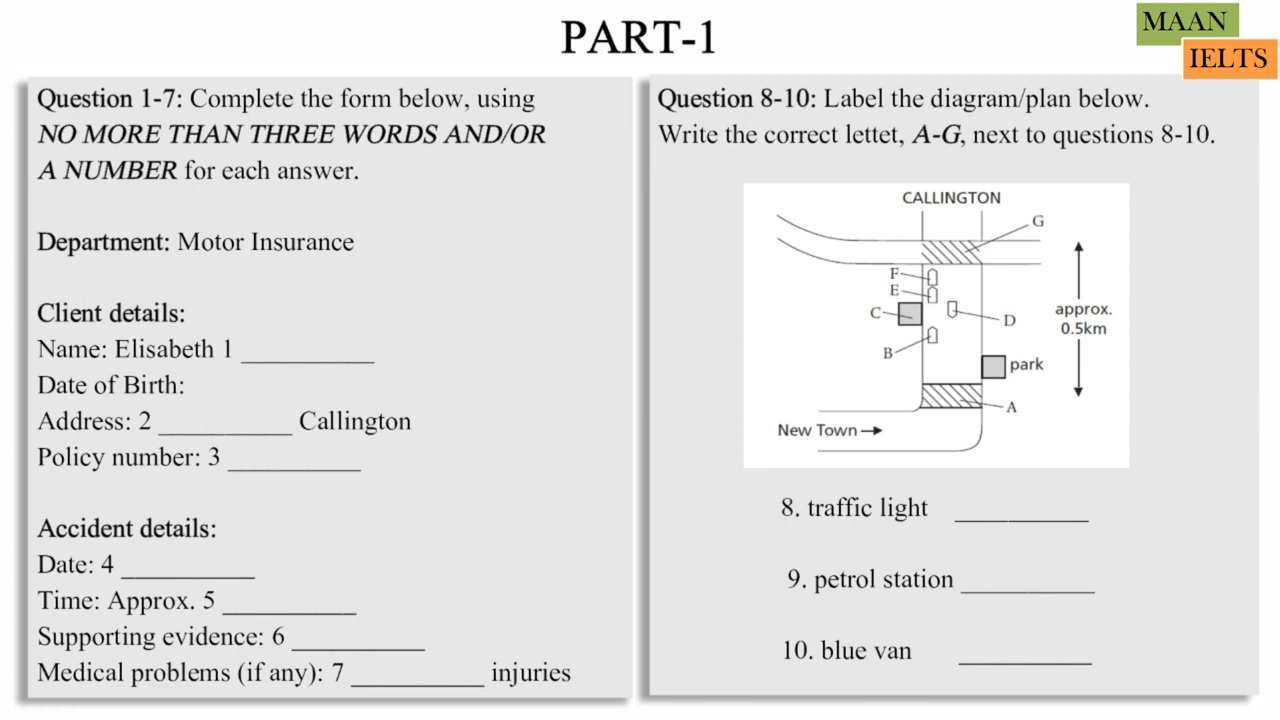 PART-1
MAAN
IELTS
Question 1-7: Complete the form below, using
NO MORE THAN THREE WORDS AND/OR
A NUMBER for each answer.
Department: Motor Insurance
Client details:
Name: Elisabeth 1 __________
Date of Birth:
Address: 2 __________ Callington
Policy number: 3 __________
Accident details:
Date: 4 __________
Time: Approx. 5 __________
Supporting evidence: 6 __________
Medical problems (if any): 7 __________ injuries
Question 8-10: Label the diagram/plan below.
Write the correct lettet, A-G, next to questions 8-10.
CALLINGTON
G
F
E
C
D
approx.
0.5km
B
park
A
New Town
8. traffic light __________
9. petrol station __________
10. blue van __________